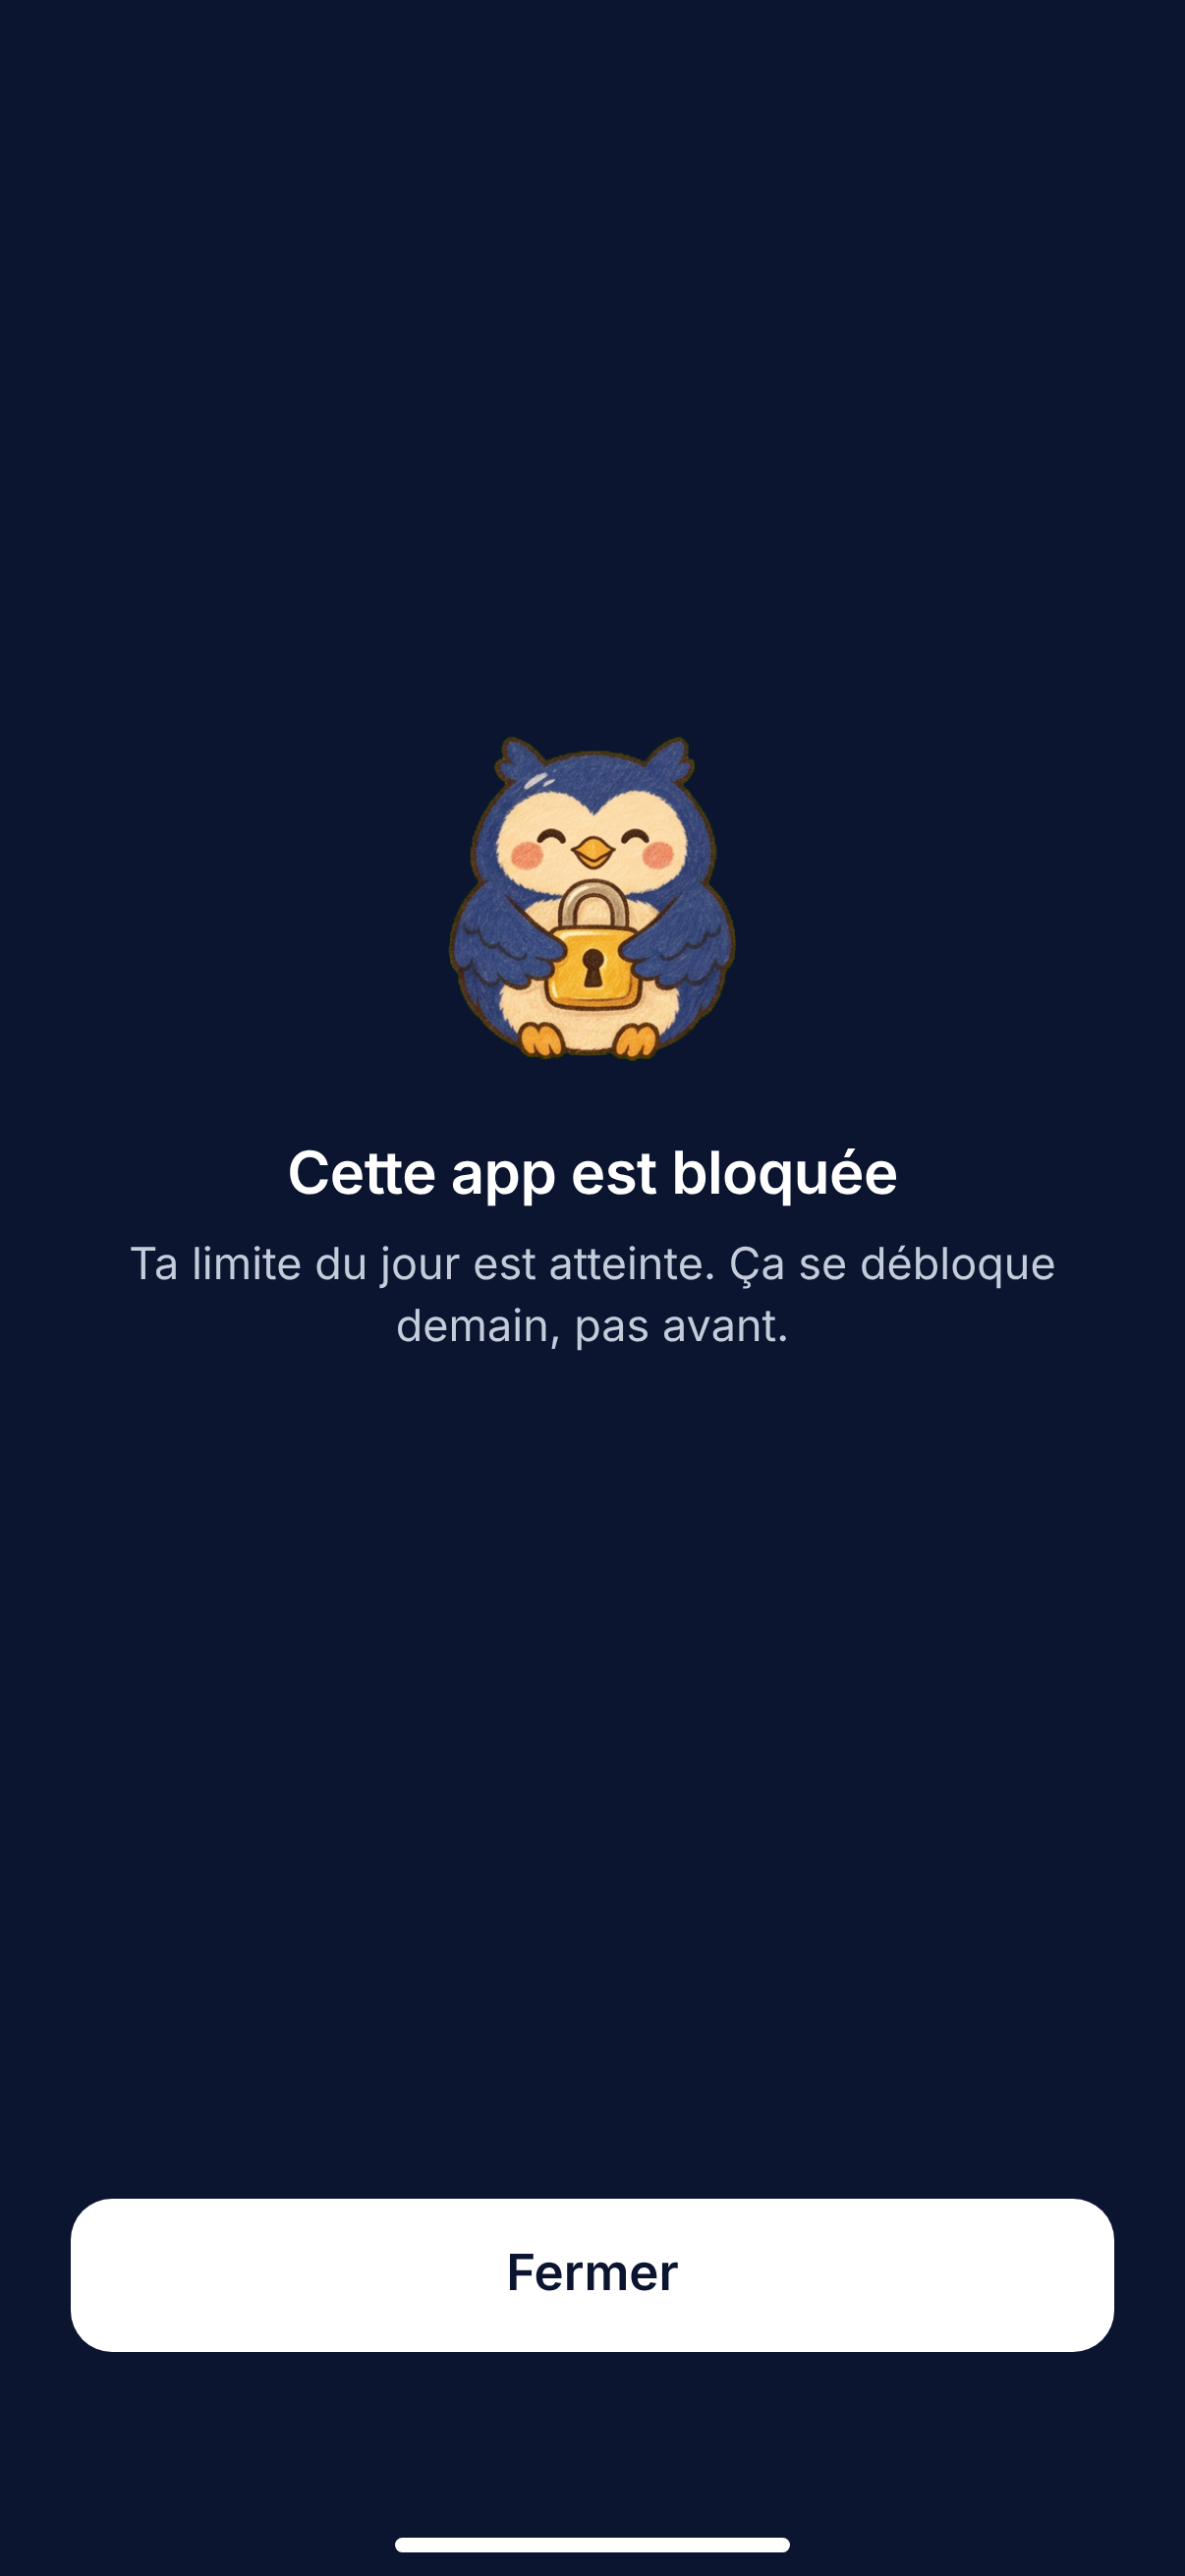 Cette app est bloquée
Ta limite du jour est atteinte. Ça se débloque
demain, pas avant.
Fermer